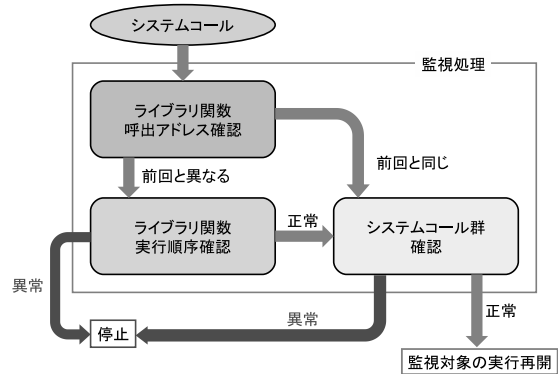 システムコール
監視処理
ライブラリ関数
呼出アドレス確認
前回と異なる
前回と同じ
ライブラリ関数
実行順序確認
正常
システムコール群
確認
異常
停止
異常
正常
監視対象の実行再開